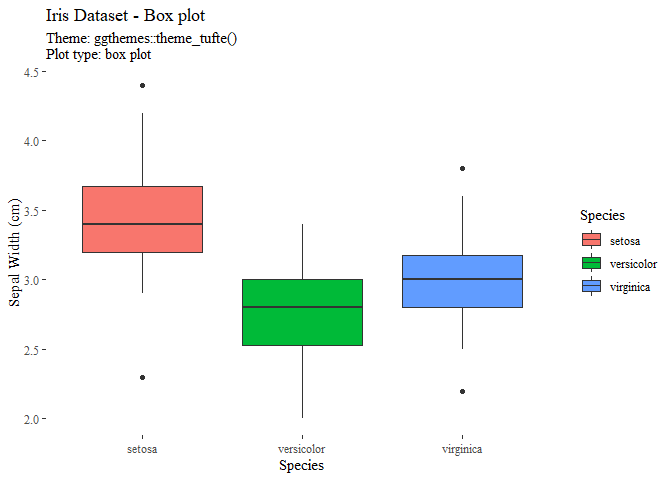 Iris Dataset - Box plot
Theme: ggthemes::theme_tufte()
Plot type: box plot
4.5
4.0
3.5
3.0
2.5
2.0
Sepal Width (cm)
setosa
versicolor
virginica
Species
Species
setosa
versicolor
virginica